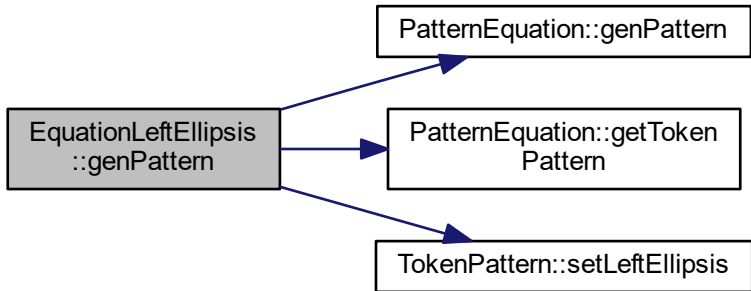 PatternEquation::genPattern
EquationLeftEllipsis
::genPattern
PatternEquation::getToken
Pattern
TokenPattern::setLeftEllipsis